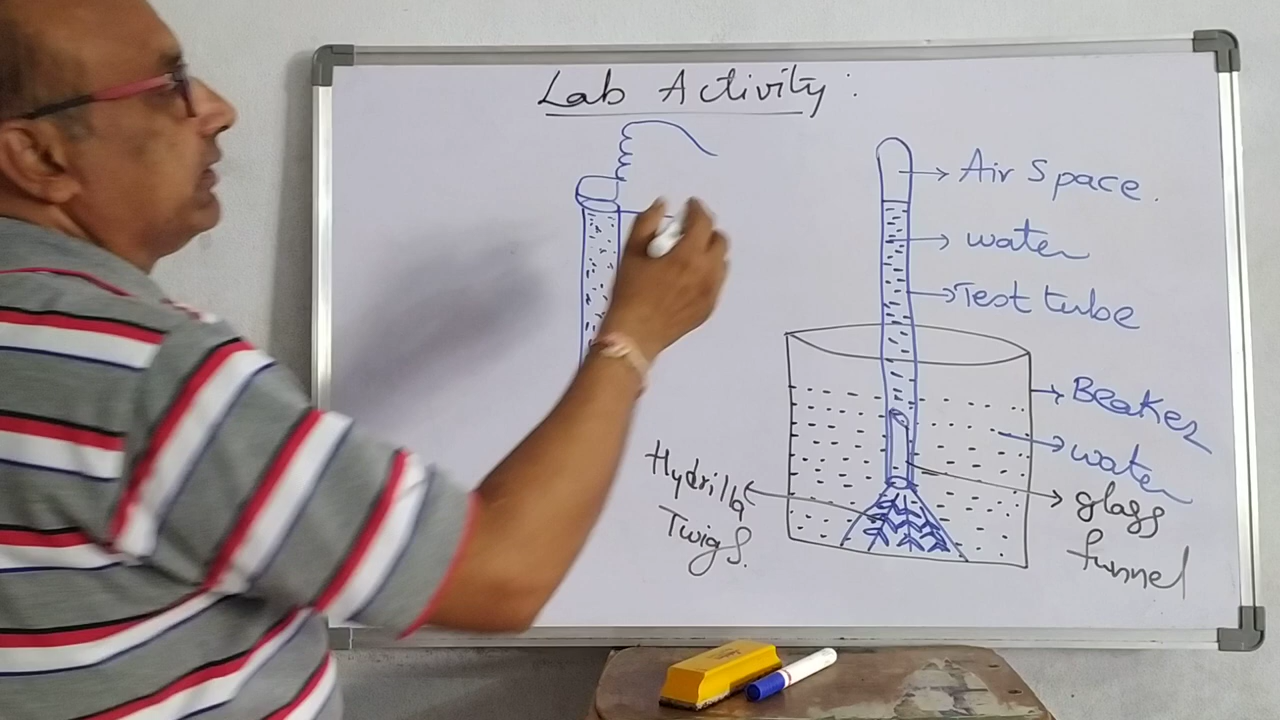 Lab Activity :
Air Space.
water
Test tube
Beaker
water
glass
funnel
Hydrilla
Twigs.